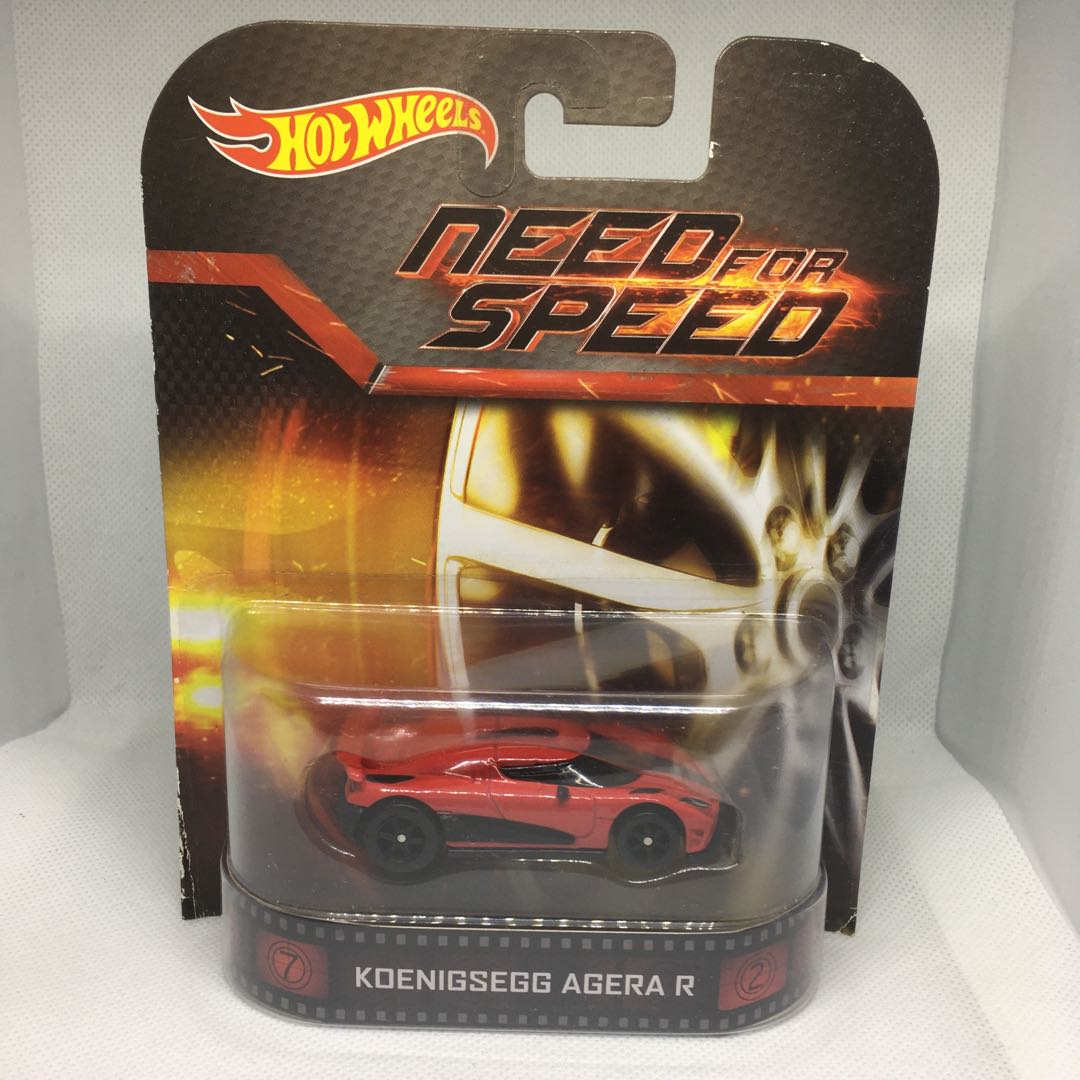 HOT WHEELS
NEED FOR
SPEED
7 KOENIGSEGG AGERA R 2